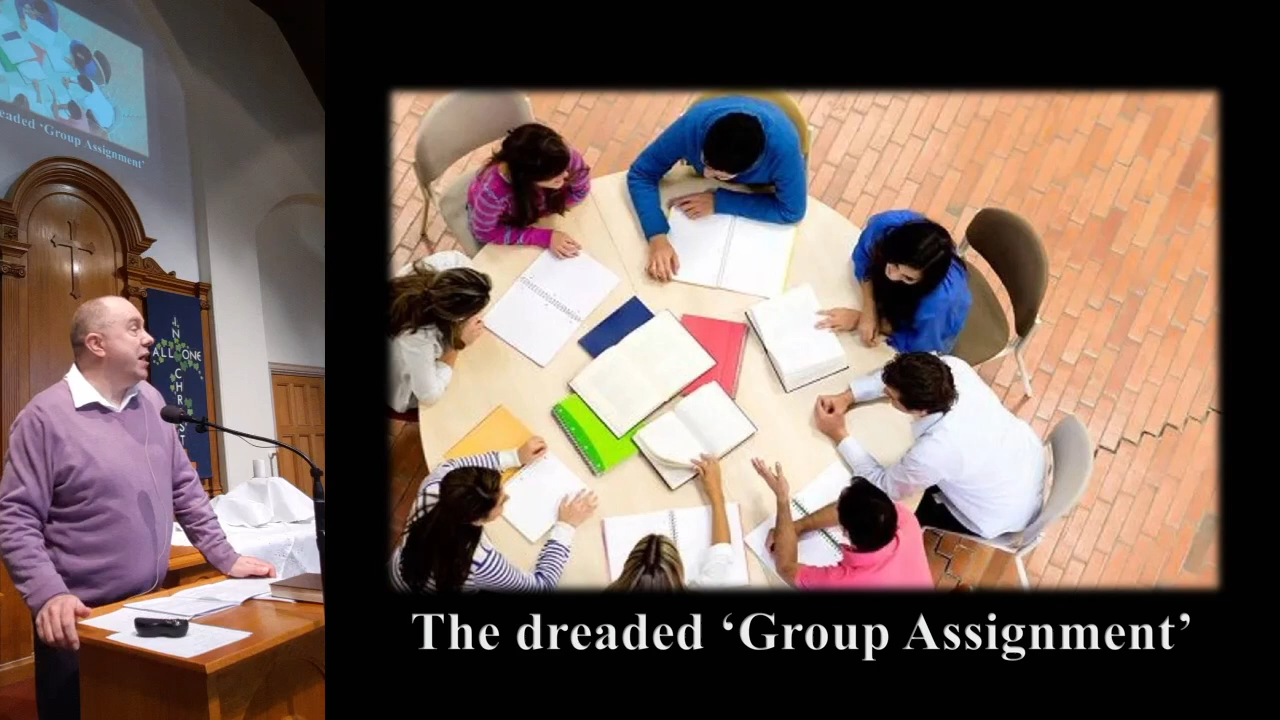 eaded ‘Group Assignment’
ALL ONE
IN CHRIST
The dreaded ‘Group Assignment’